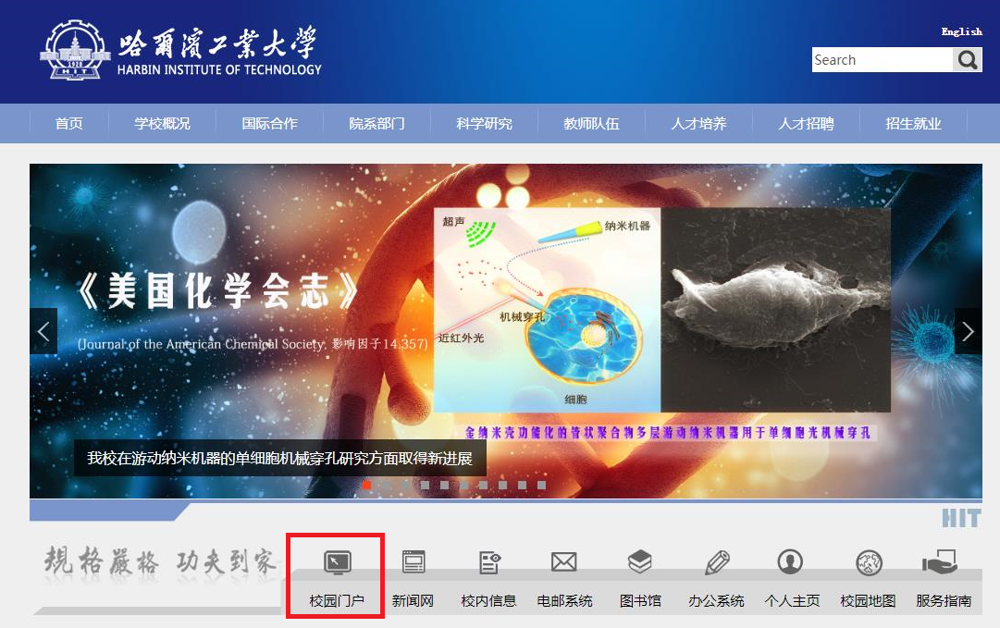 哈爾濱工業大學
HARBIN INSTITUTE OF TECHNOLOGY
1920
HIT
English
Search
首页 学校概况 国际合作 院系部门 科学研究 教师队伍 人才培养 人才招聘 招生就业
超声
纳米机器
《美国化学会志》
机械穿孔
近红外光
(Journal of the American Chemical Society, 影响因子14.357)
细胞
金纳米壳功能化的管状聚合物多层游动纳米机器用于单细胞光机械穿孔
我校在游动纳米机器的单细胞机械穿孔研究方面取得新进展
HIT
規格嚴格 功夫到家
校园门户 新闻网 校内信息 电邮系统 图书馆 办公系统 个人主页 校园地图 服务指南